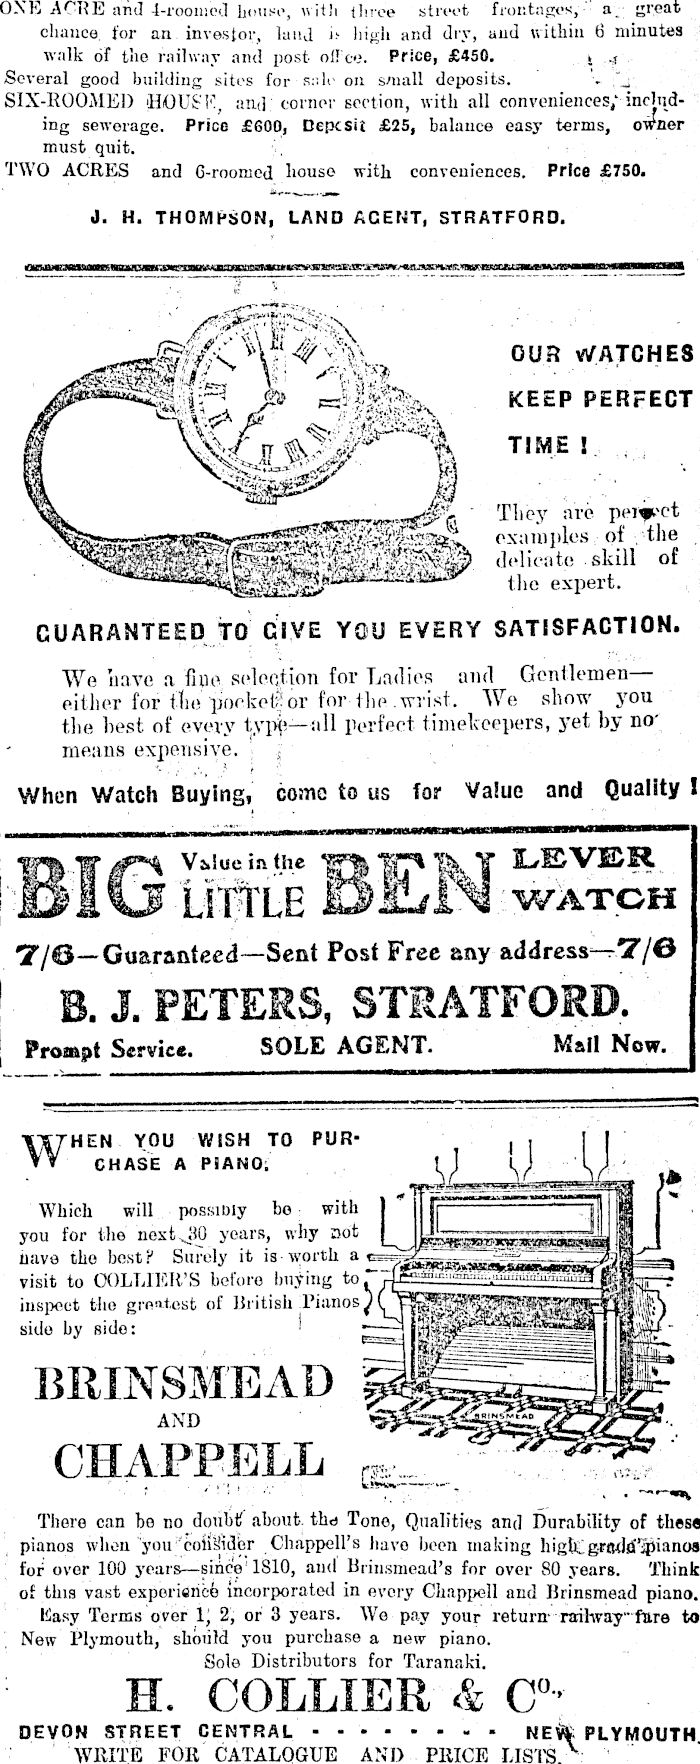 ONE ACRE and 4-roomed house, with three street frontages, a great
chance for an investor, land is high and dry, and within 6 minutes
walk of the railway and post office. Price, £450.
Several good building sites for sale on small deposits.
SIX-ROOMED HOUSE, and corner section, with all conveniences, includ-
ing sewerage. Price £600, Deposit £25, balance easy terms, owner
must quit.
TWO ACRES and 6-roomed house with conveniences. Price £750.
J. H. THOMPSON, LAND AGENT, STRATFORD.
OUR WATCHES
KEEP PERFECT
TIME !
They are perfect
examples of the
delicate skill of
the expert.
GUARANTEED TO GIVE YOU EVERY SATISFACTION.
We have a fine selection for Ladies and Gentlemen—
either for the pocket or for the wrist. We show you
the best of every type—all perfect timekeepers, yet by no
means expensive.
When Watch Buying, come to us for Value and Quality !
BIG Value in the LITTLE BEN LEVER WATCH
7/6—Guaranteed—Sent Post Free any address—7/6
B. J. PETERS, STRATFORD.
Prompt Service. SOLE AGENT. Mail Now.
WHEN YOU WISH TO PUR-
CHASE A PIANO,
Which will possibly be with
you for the next 30 years, why not
have the best? Surely it is worth a
visit to COLLIER'S before buying to
inspect the greatest of British Pianos
side by side:
BRINSMEAD
AND
CHAPPELL
BRINSMEAD
There can be no doubt about the Tone, Qualities and Durability of these
pianos when you consider Chappell's have been making high grade pianos
for over 100 years—since 1810, and Brinsmead's for over 80 years. Think
of this vast experience incorporated in every Chappell and Brinsmead piano.
Easy Terms over 1, 2, or 3 years. We pay your return railway fare to
New Plymouth, should you purchase a new piano.
Sole Distributors for Taranaki.
H. COLLIER & Co.,
DEVON STREET CENTRAL - - - - - - - - NEW PLYMOUTH
WRITE FOR CATALOGUE AND PRICE LISTS.